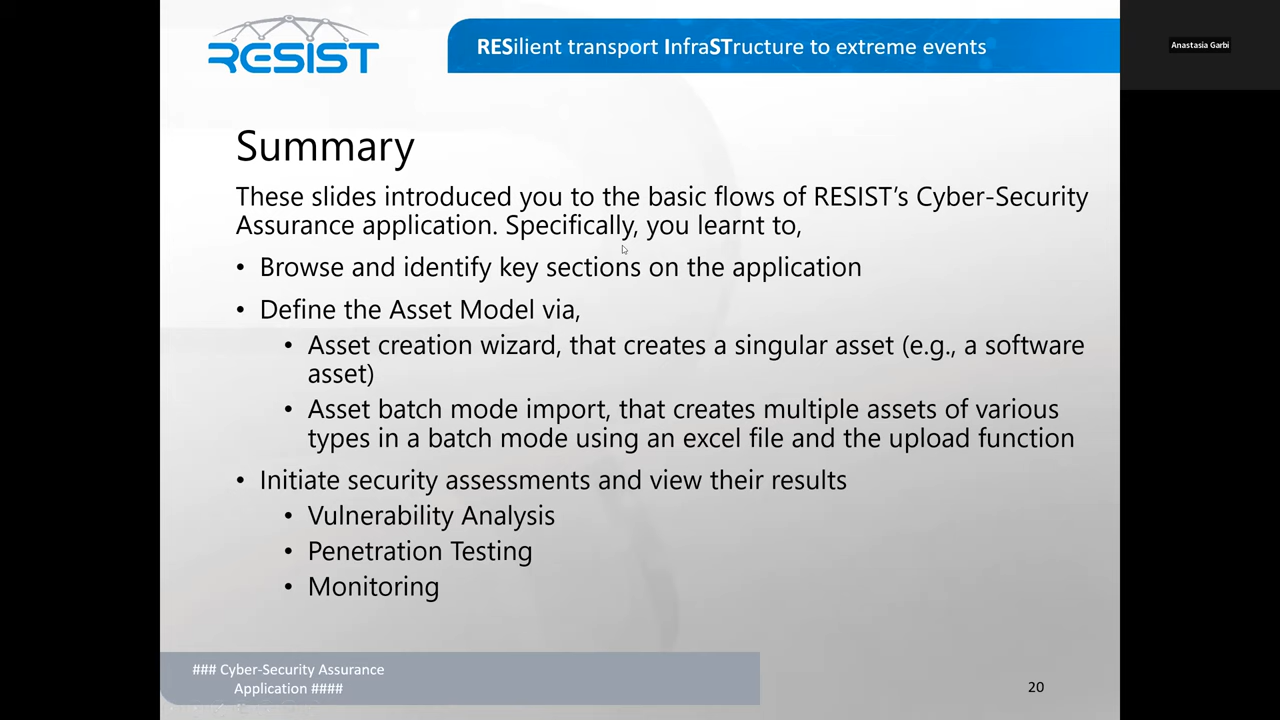 RESIST
RESilient transport InfraSTructure to extreme events
Anastasia Garbi
Summary
These slides introduced you to the basic flows of RESIST’s Cyber-Security
Assurance application. Specifically, you learnt to,
• Browse and identify key sections on the application
• Define the Asset Model via,
• Asset creation wizard, that creates a singular asset (e.g., a software
asset)
• Asset batch mode import, that creates multiple assets of various
types in a batch mode using an excel file and the upload function
• Initiate security assessments and view their results
• Vulnerability Analysis
• Penetration Testing
• Monitoring
### Cyber-Security Assurance
Application ####
20